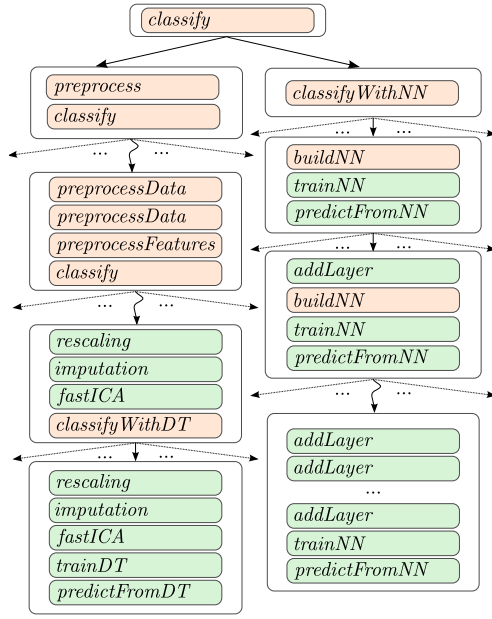 classify
preprocess
classify
... ...
preprocessData
preprocessData
preprocessFeatures
classify
... ...
rescaling
imputation
fastICA
classifyWithDT
... ...
rescaling
imputation
fastICA
trainDT
predictFromDT
classifyWithNN
... ...
buildNN
trainNN
predictFromNN
... ...
addLayer
buildNN
trainNN
predictFromNN
... ...
addLayer
addLayer
...
addLayer
trainNN
predictFromNN